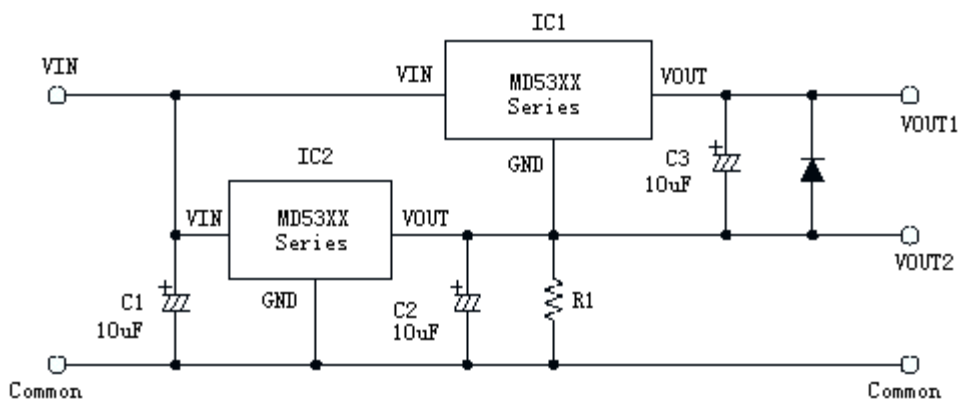 IC1
VIN
VIN
MD53XX
Series
VOUT
VOUT1
IC2
GND
C3
10uF
VIN
MD53XX
Series
VOUT
VOUT2
C1
10uF
GND
C2
10uF
R1
Common
Common